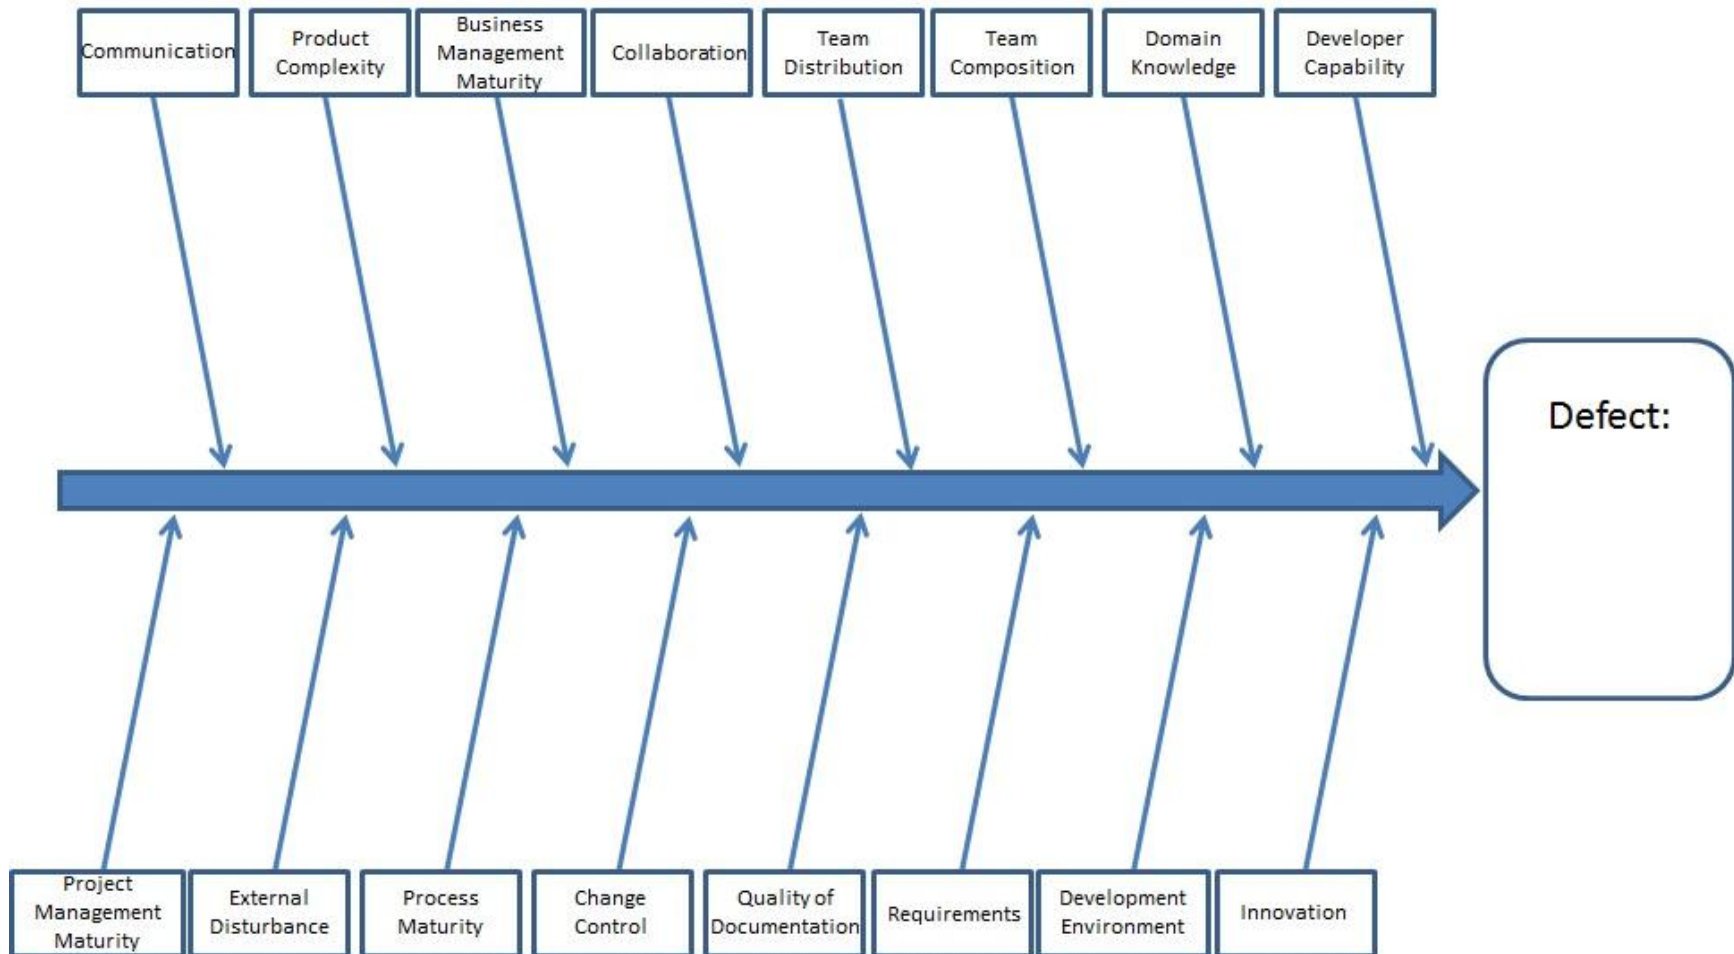 Communication
Product
Complexity
Business
Management
Maturity
Collaboration
Team
Distribution
Team
Composition
Domain
Knowledge
Developer
Capability
Defect:
Project
Management
Maturity
External
Disturbance
Process
Maturity
Change
Control
Quality of
Documentation
Requirements
Development
Environment
Innovation